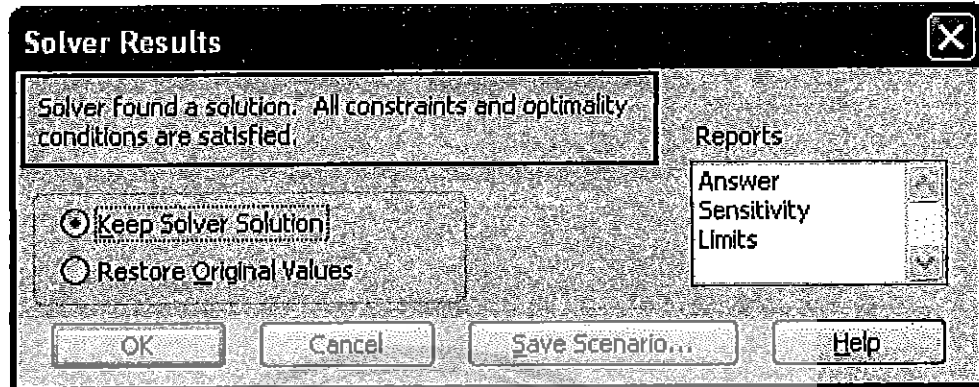 Solver Results
Solver found a solution. All constraints and optimality
conditions are satisfied.
Reports
Answer
Sensitivity
Limits
Keep Solver Solution
Restore Original Values
OK
Cancel
Save Scenario...
Help